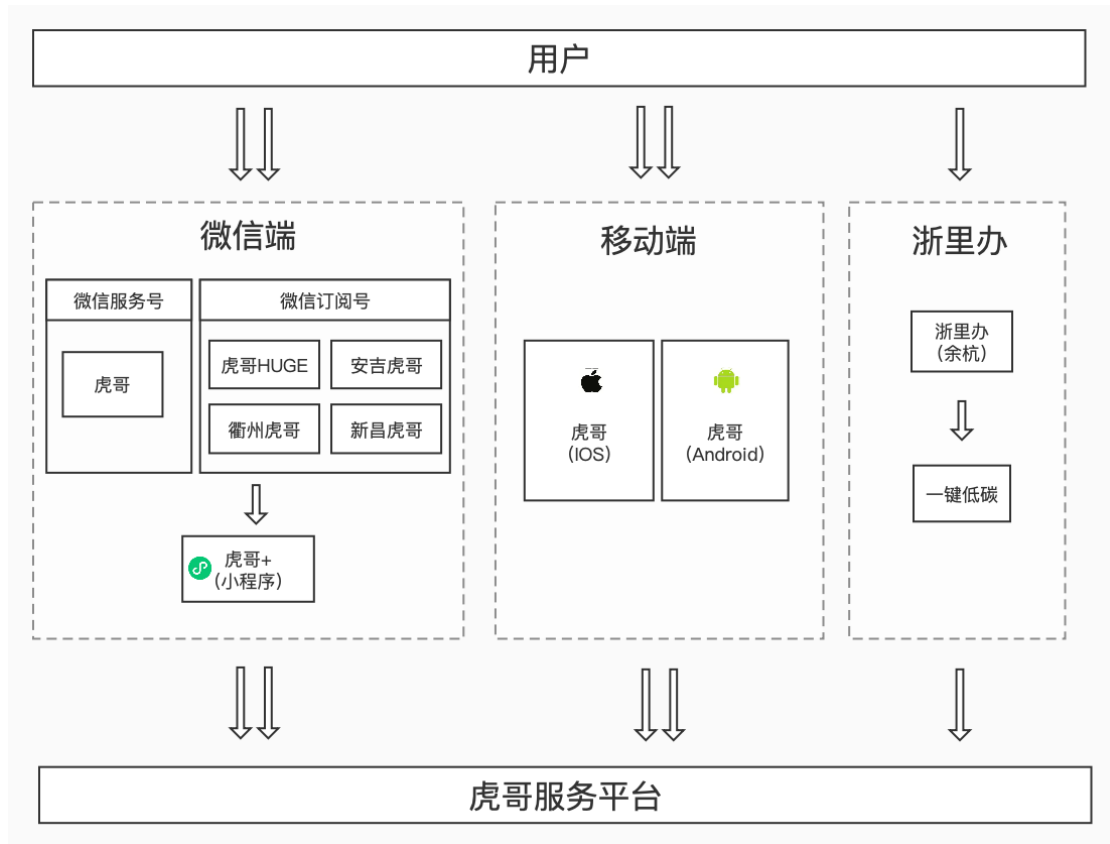 用户
微信端
微信服务号
虎哥
微信订阅号
虎哥HUGE
安吉虎哥
衢州虎哥
新昌虎哥
虎哥+
(小程序)
移动端
虎哥
(IOS)
虎哥
(Android)
浙里办
浙里办
(余杭)
一键低碳
虎哥服务平台